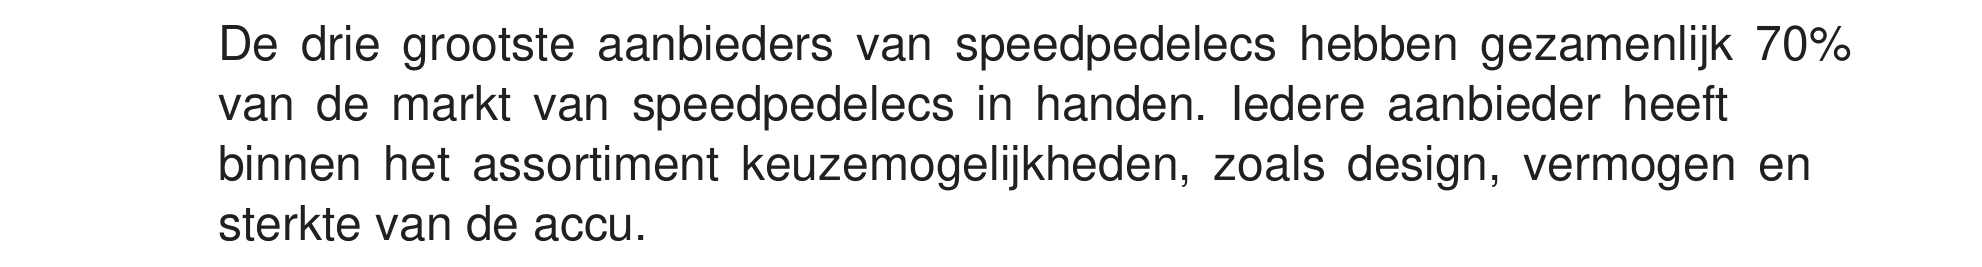 De drie grootste aanbieders van speedpedelecs hebben gezamenlijk 70%
van de markt van speedpedelecs in handen. Iedere aanbieder heeft
binnen het assortiment keuzemogelijkheden, zoals design, vermogen en
sterkte van de accu.